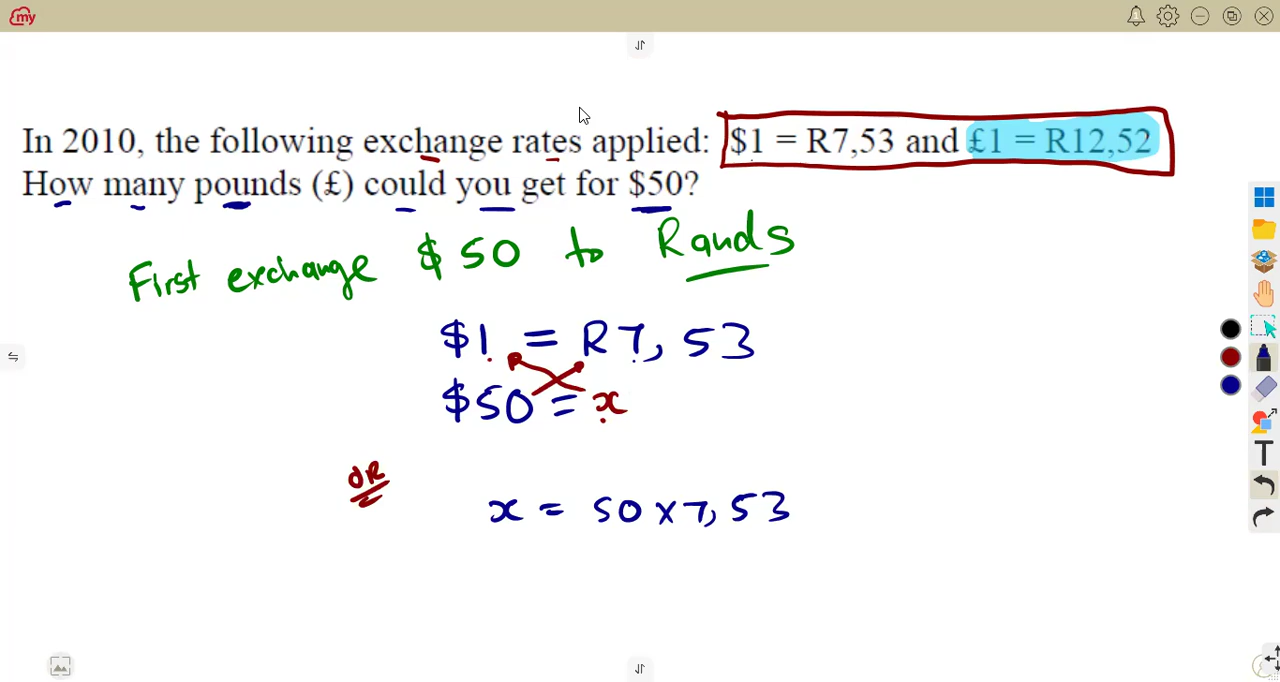 my
In 2010, the following exchange rates applied: $1 = R7,53 and £1 = R12,52
How many pounds (£) could you get for $50?
First exchange $50 to Rands
$1 = R7,53
$50 = x
OR
x = 50 x 7,53
T